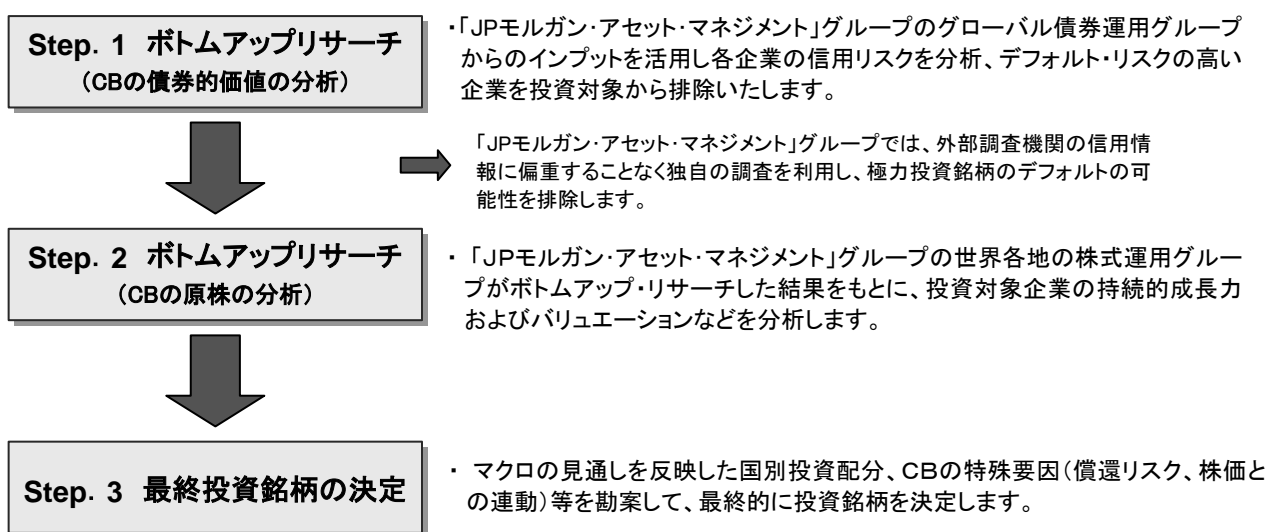 Step. 1 ボトムアップリサーチ
(CBの債券的価値の分析)
・「JPモルガン・アセット・マネジメント」グループのグローバル債券運用グループ
からのインプットを活用し各企業の信用リスクを分析、デフォルト・リスクの高い
企業を投資対象から排除いたします。
「JPモルガン・アセット・マネジメント」グループでは、外部調査機関の信用情
報に偏重することなく独自の調査を利用し、極力投資銘柄のデフォルトの可
能性を排除します。
Step. 2 ボトムアップリサーチ
(CBの原株の分析)
・「JPモルガン・アセット・マネジメント」グループの世界各地の株式運用グルー
プがボトムアップ・リサーチした結果をもとに、投資対象企業の持続的成長力
およびバリュエーションなどを分析します。
Step. 3 最終投資銘柄の決定
・ マクロの見通しを反映した国別投資配分、CBの特殊要因(償還リスク、株価と
の連動)等を勘案して、最終的に投資銘柄を決定します。